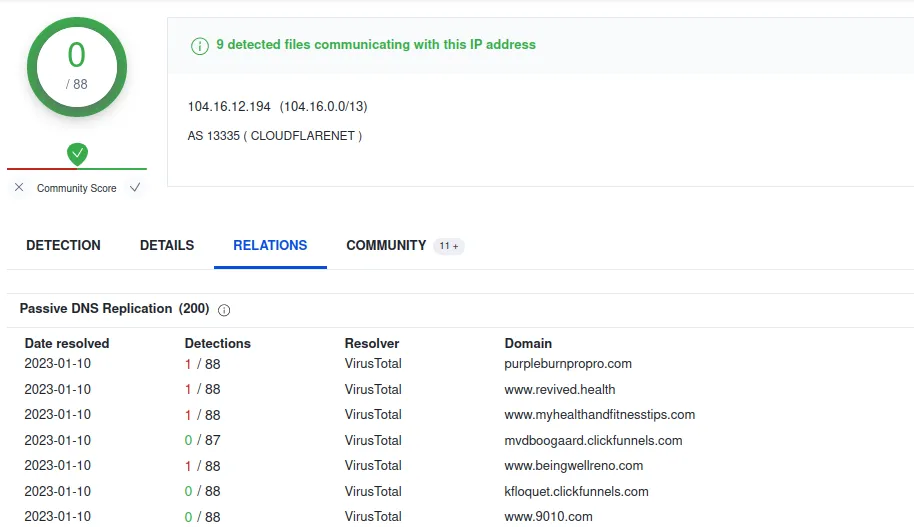 0
/ 88
Community Score
9 detected files communicating with this IP address
104.16.12.194 (104.16.0.0/13)
AS 13335 ( CLOUDFLARENET )
DETECTION DETAILS RELATIONS COMMUNITY 11 +
Passive DNS Replication (200)
Date resolved Detections Resolver Domain
2023-01-10 1 / 88 VirusTotal purpleburnpropro.com
2023-01-10 1 / 88 VirusTotal www.revived.health
2023-01-10 1 / 88 VirusTotal www.myhealthandfitnesstips.com
2023-01-10 0 / 87 VirusTotal mvdboogaard.clickfunnels.com
2023-01-10 1 / 88 VirusTotal www.beingwellreno.com
2023-01-10 0 / 88 VirusTotal kfloquet.clickfunnels.com
2023-01-10 0 / 88 VirusTotal www.9010.com